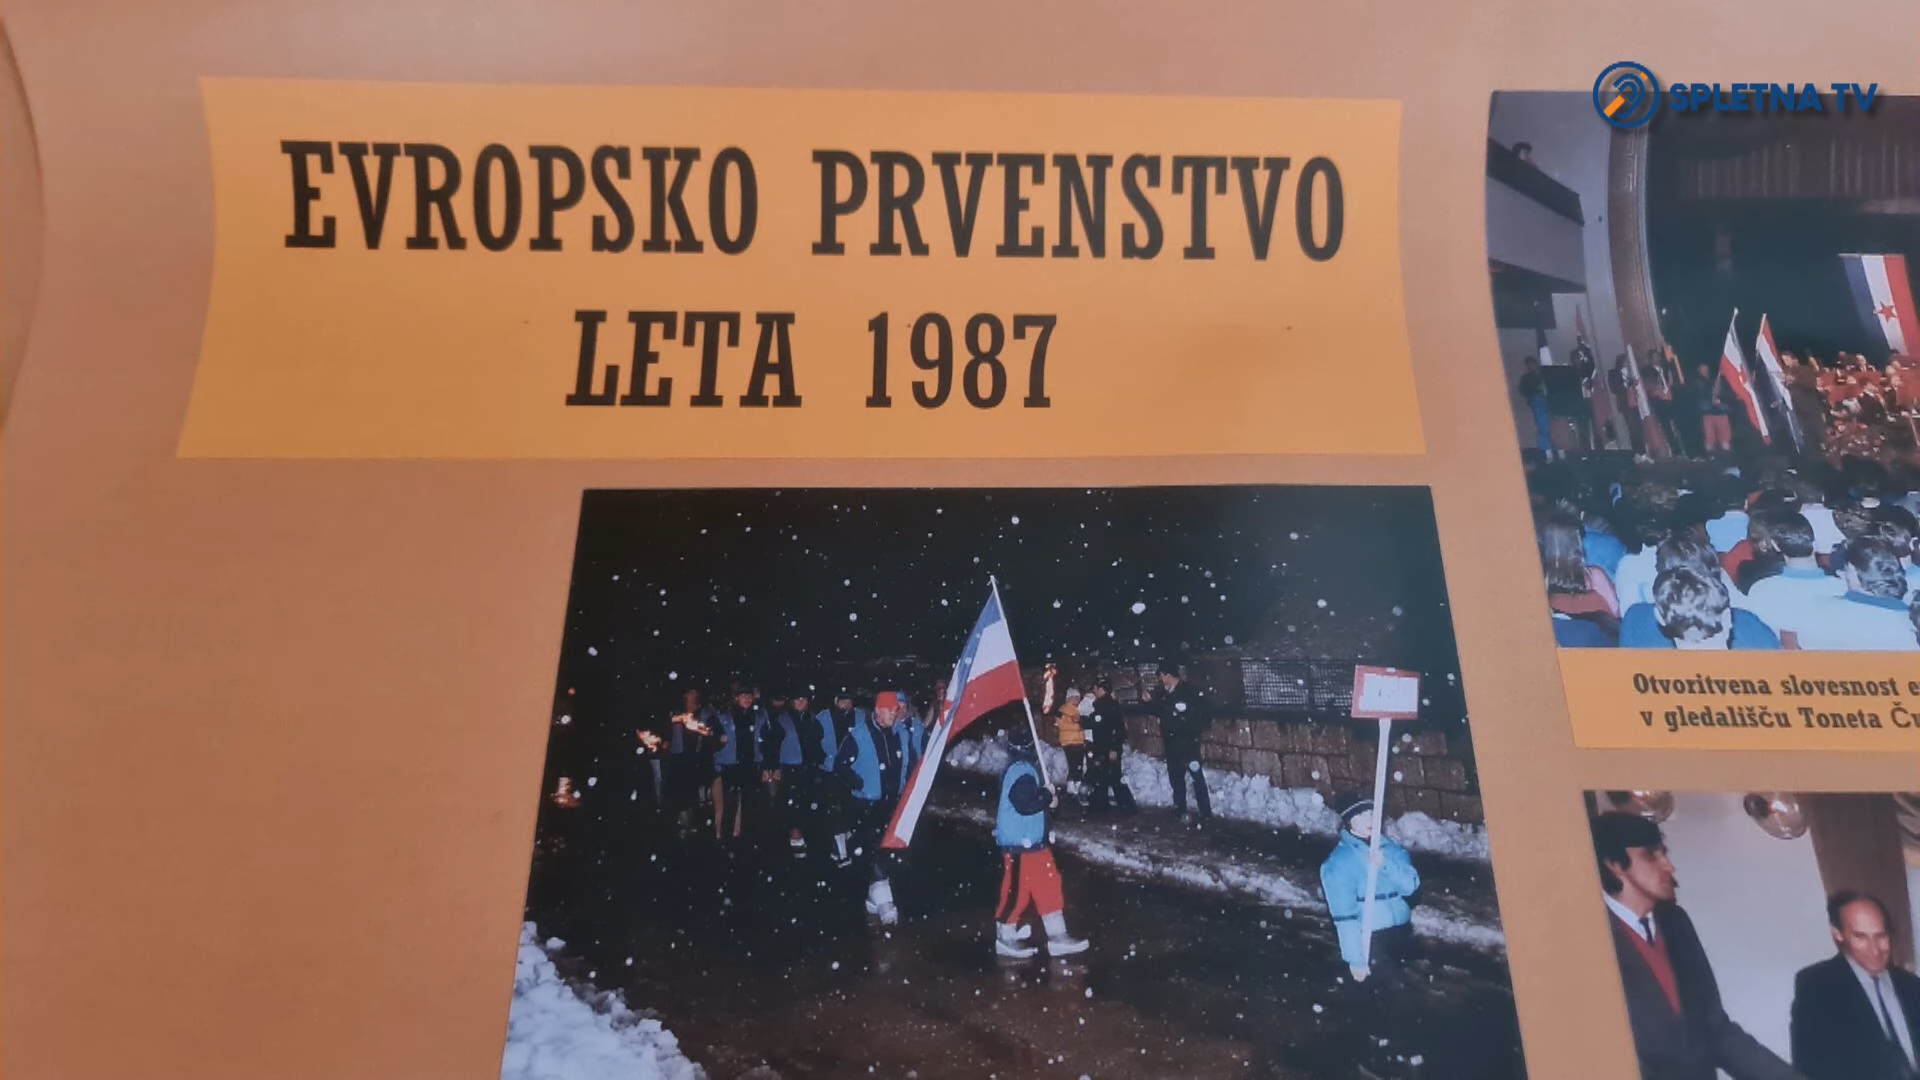 SPLETNA TV
EVROPSKO PRVENSTVO
LETA 1987
Otvoritvena slovesnost
v gledališču Toneta